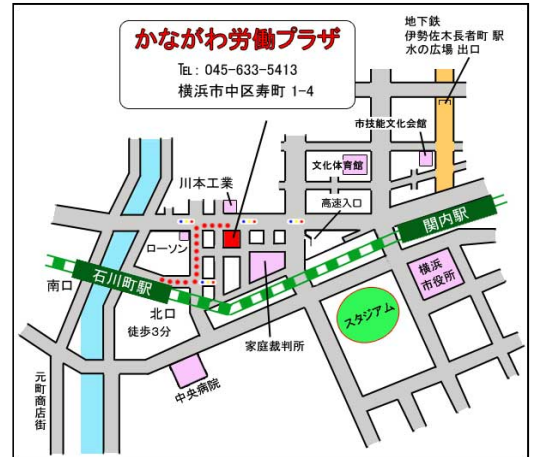 かながわ労働プラザ
℡: 045-633-5413
横浜市中区寿町 1-4
地下鉄
伊勢佐木長者町 駅
水の広場 出口
市技能文化会館
文化体育館
川本工業
高速入口
関内駅
ローソン
石川町駅
南口
北口
徒歩3分
横浜
市役所
スタジアム
家庭裁判所
中央病院
元町商店街